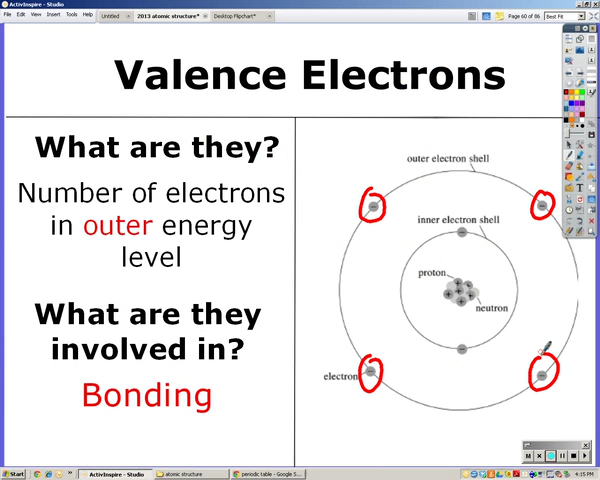 ActivInspire - Studio
File Edit View Insert Tools Help
Untitled
2013 atomic structure*
Desktop Flipchart*
Page 60 of 86
Best Fit
Valence Electrons
What are they?
Number of electrons
in outer energy
level
What are they
involved in?
Bonding
outer electron shell
inner electron shell
proton
neutron
electron
Start
ActivInspire - Studio
atomic structure
periodic table - Google S...
4:15 PM